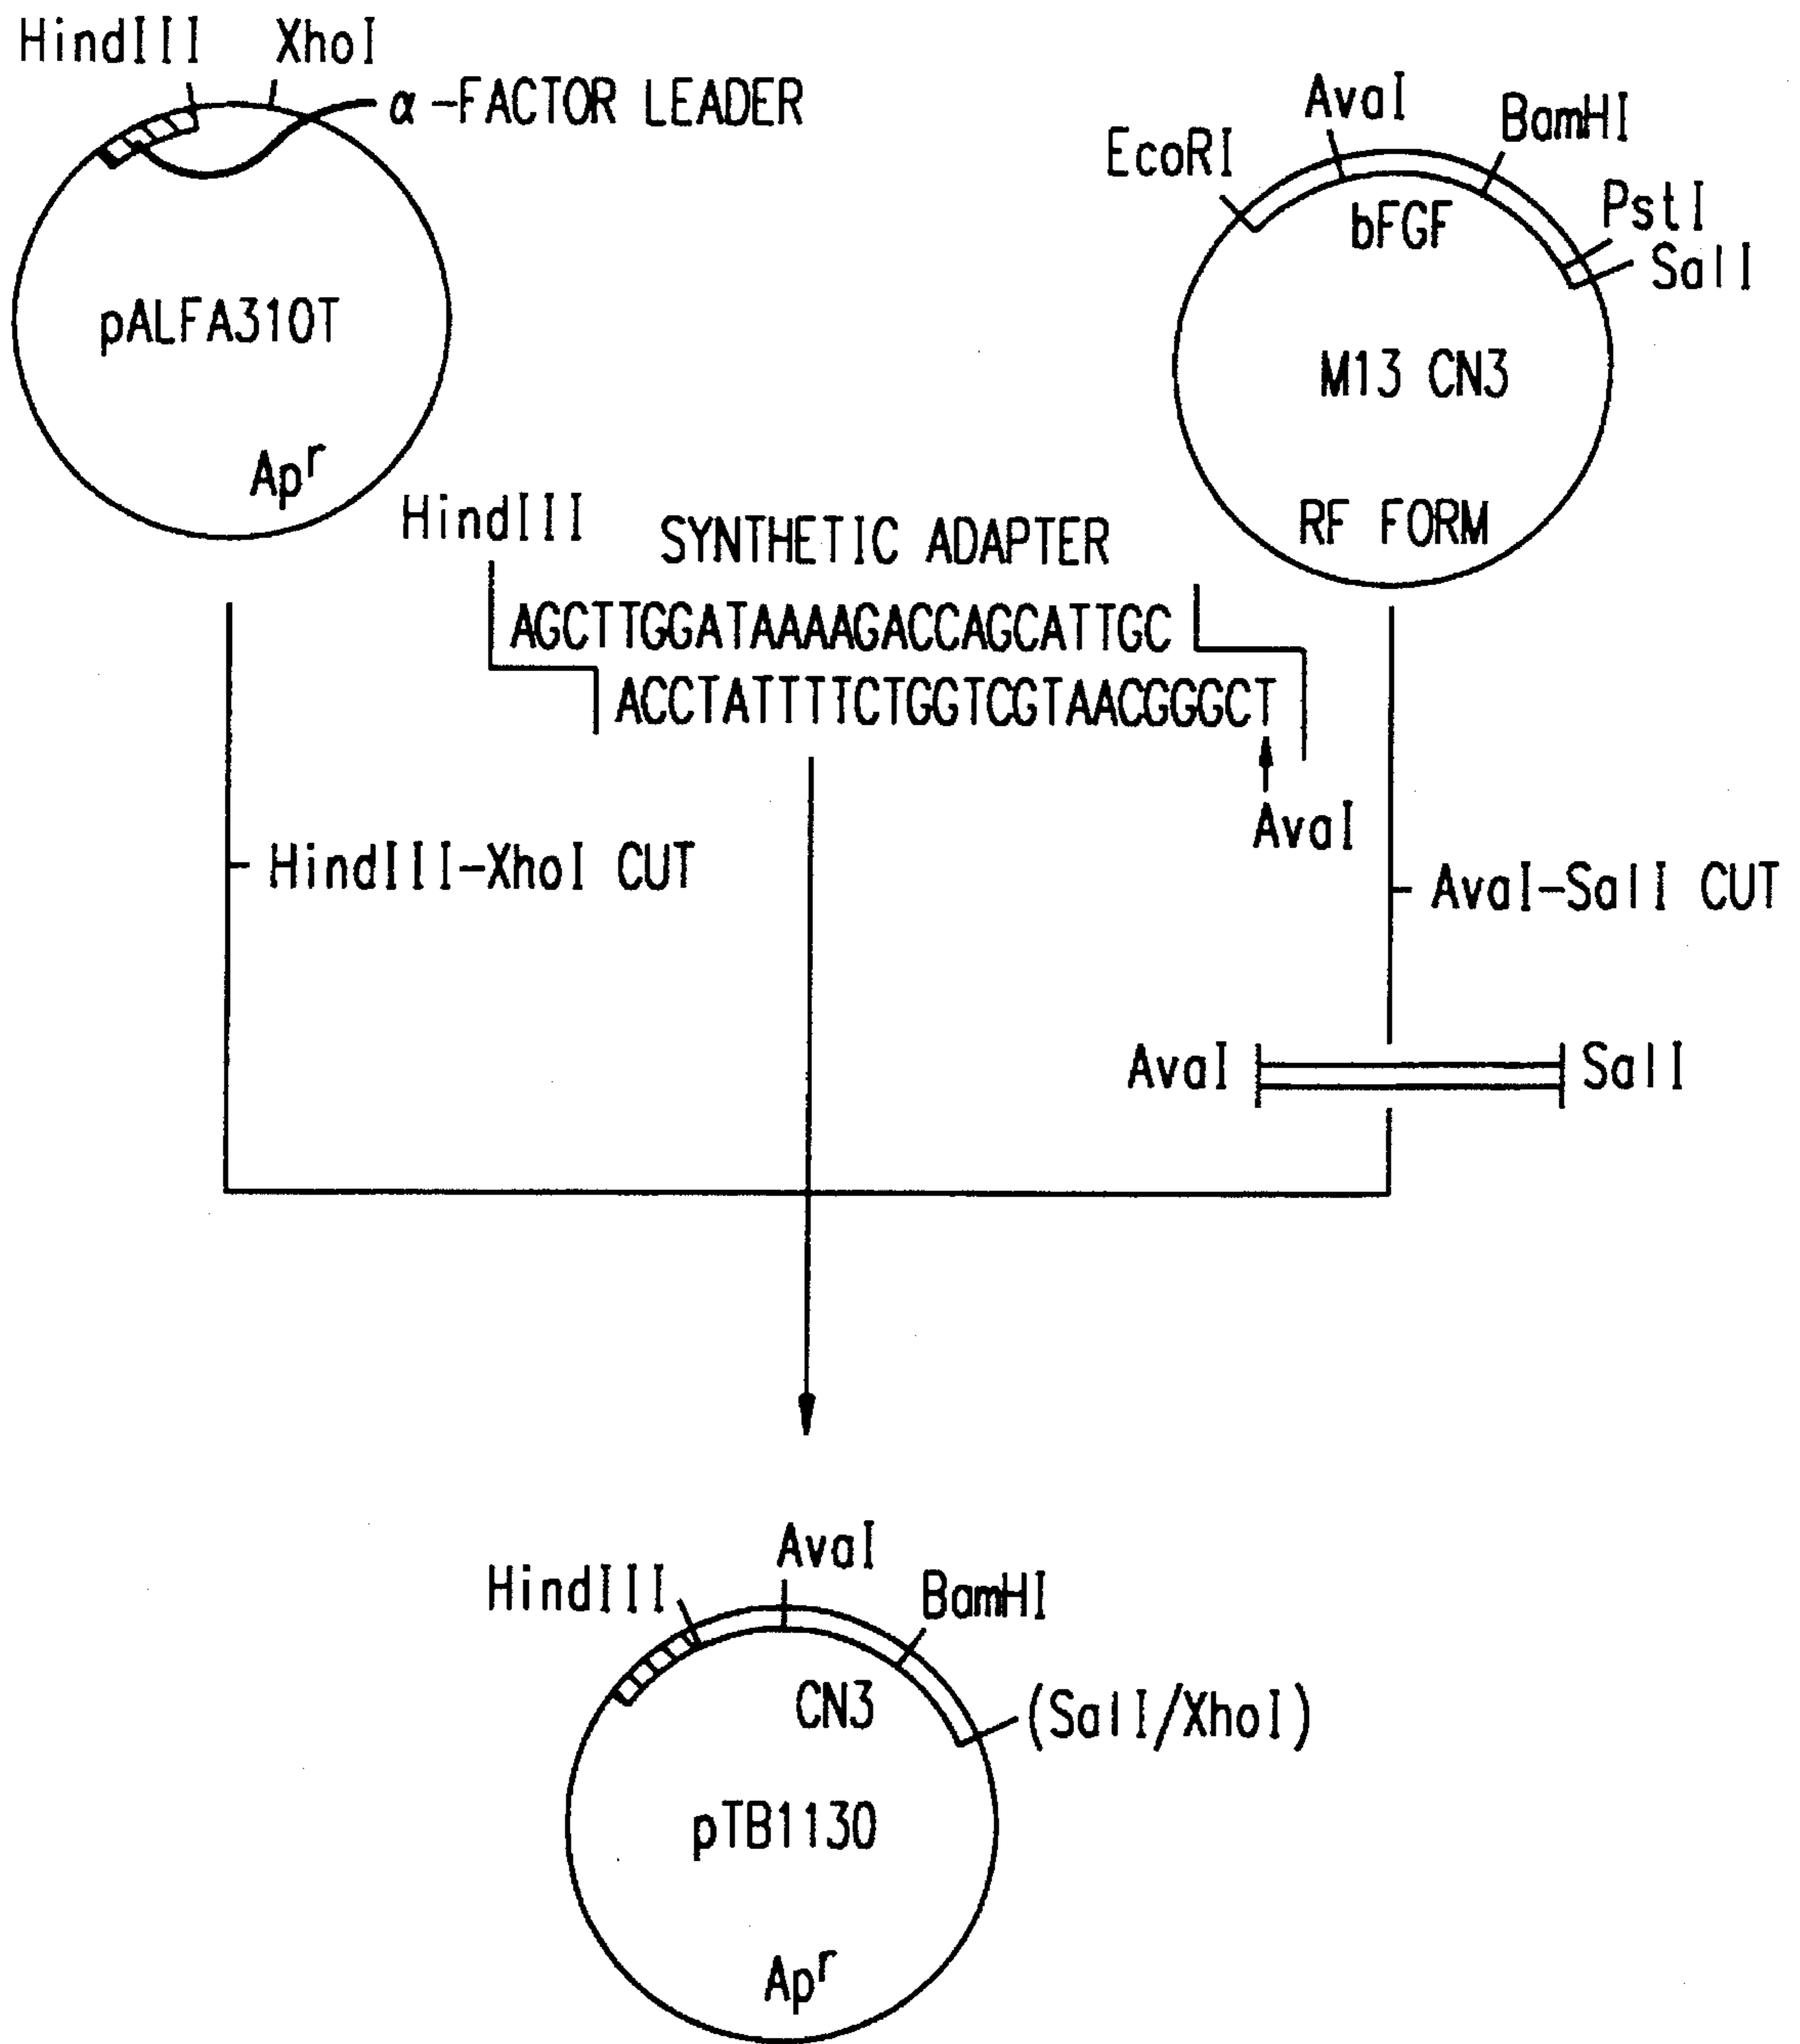 HindIII XhoI
α-FACTOR LEADER
pALFA310T
Apr
EcoRI
AvaI
BamHI
PstI
SalI
bFGF
M13 CN3
RF FORM
HindIII
SYNTHETIC ADAPTER
AGCTTGGATAAAAGACCAGCATTGC
ACCTATTTTCTGGTCGTAACGGGCT
AvaI
HindIII-XhoI CUT
AvaI-SalI CUT
AvaI
SalI
HindIII
AvaI
BamHI
(SalI/XhoI)
CN3
pTB1130
Apr